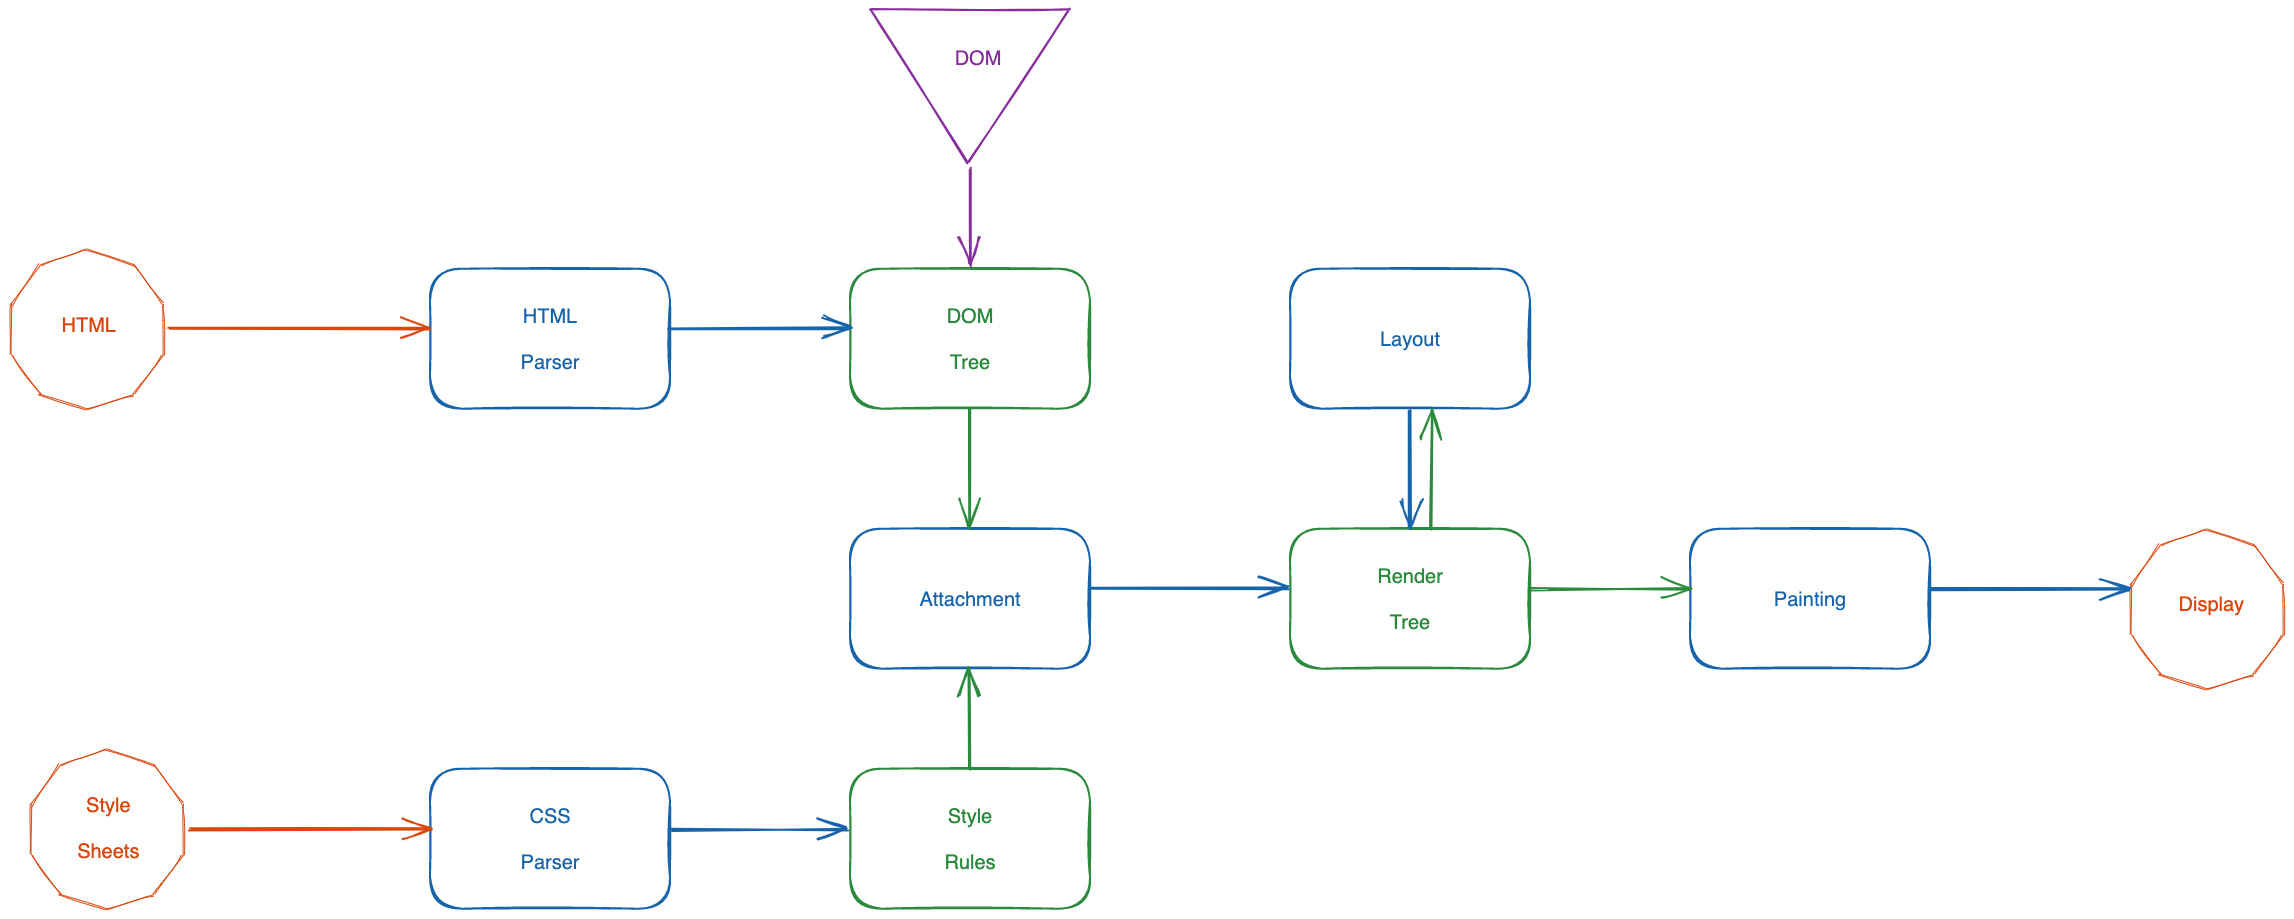 DOM
HTML
HTML
Parser
DOM
Tree
Layout
Attachment
Render
Tree
Painting
Display
Style
Sheets
CSS
Parser
Style
Rules